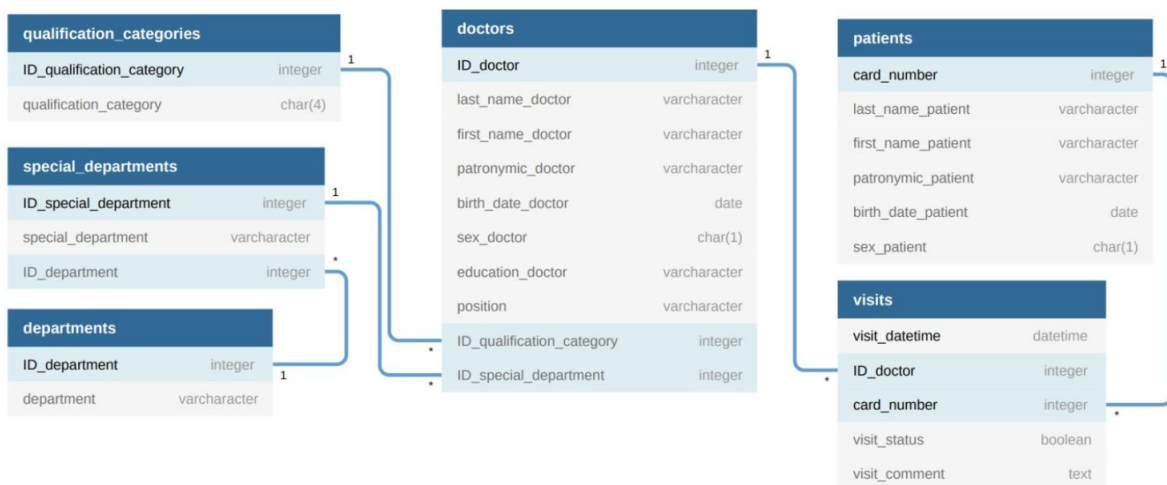 qualification_categories
ID_qualification_category integer
qualification_category char(4)
1
special_departments
ID_special_department integer
special_department varcharacter
ID_department integer
1
*
departments
ID_department integer
department varcharacter
1
doctors
ID_doctor integer
last_name_doctor varcharacter
first_name_doctor varcharacter
patronymic_doctor varcharacter
birth_date_doctor date
sex_doctor char(1)
education_doctor varcharacter
position varcharacter
ID_qualification_category integer
ID_special_department integer
1
*
*
patients
card_number integer
last_name_patient varcharacter
first_name_patient varcharacter
patronymic_patient varcharacter
birth_date_patient date
sex_patient char(1)
1
visits
visit_datetime datetime
ID_doctor integer
card_number integer
visit_status boolean
visit_comment text
*
*